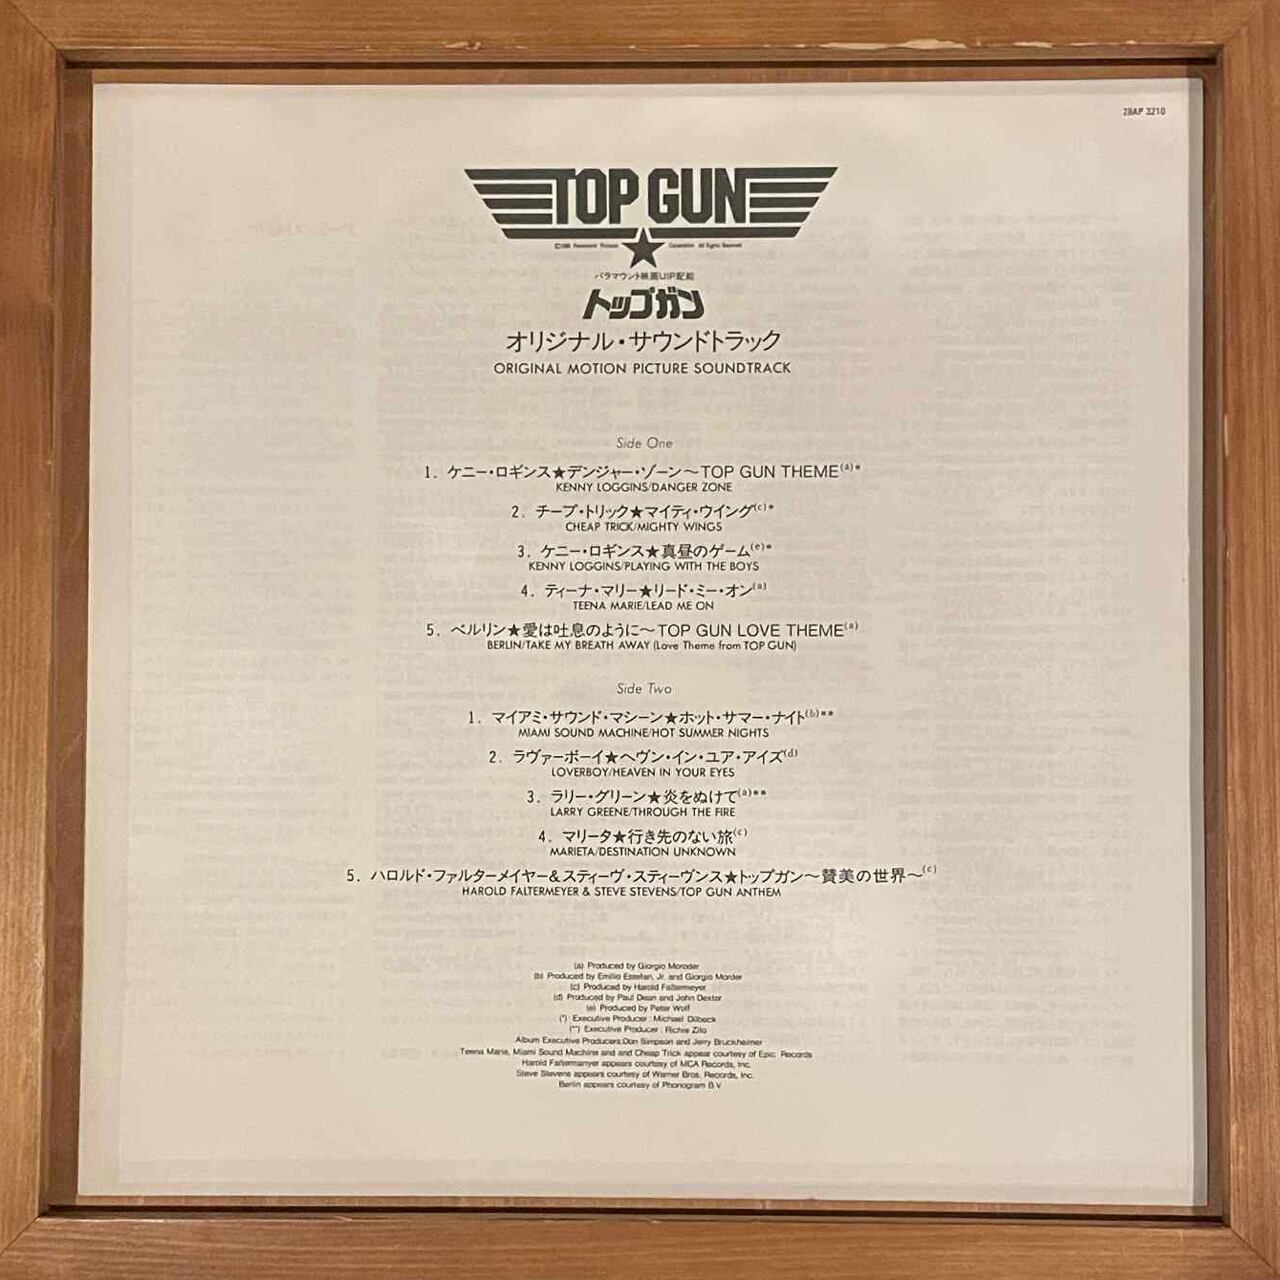 28AP 3210
TOP GUN
©1986 Paramount Pictures Corporation All Rights Reserved
パラマウント映画UIP配給
トップガン
オリジナル・サウンドトラック
ORIGINAL MOTION PICTURE SOUNDTRACK
Side One
1. ケニー・ロギンス★デンジャー・ゾーン～TOP GUN THEME(a)*
KENNY LOGGINS/DANGER ZONE
2. チープ・トリック★マイティ・ウイング(c)*
CHEAP TRICK/MIGHTY WINGS
3. ケニー・ロギンス★真昼のゲーム(e)*
KENNY LOGGINS/PLAYING WITH THE BOYS
4. ティーナ・マリー★リード・ミー・オン(a)
TEENA MARIE/LEAD ME ON
5. ベルリン★愛は吐息のように～TOP GUN LOVE THEME(a)
BERLIN/TAKE MY BREATH AWAY (Love Theme from TOP GUN)
Side Two
1. マイアミ・サウンド・マシーン★ホット・サマー・ナイト(b)**
MIAMI SOUND MACHINE/HOT SUMMER NIGHTS
2. ラヴァーボーイ★ヘヴン・イン・ユア・アイズ(d)
LOVERBOY/HEAVEN IN YOUR EYES
3. ラリー・グリーン★炎をぬけて(a)**
LARRY GREENE/THROUGH THE FIRE
4. マリータ★行き先のない旅(c)
MARIETA/DESTINATION UNKNOWN
5. ハロルド・ファルターメイヤー&スティーヴ・スティーヴンス★トップガン～賛美の世界～(c)
HAROLD FALTERMEYER & STEVE STEVENS/TOP GUN ANTHEM
(a) Produced by Giorgio Moroder
(b) Produced by Emilio Estefan, Jr. and Giorgio Morder
(c) Produced by Harold Faltermeyer
(d) Produced by Paul Dean and John Dexter
(e) Produced by Peter Wolf
(*) Executive Producer : Michael Dilbeck
(**) Executive Producer : Richie Zito
Album Executive Producers:Don Simpson and Jerry Bruckheimer
Teena Marie, Miami Sound Machine and and Cheap Trick appear courtesy of Epic Records
Harold Faltermanyer appears courtesy of MCA Records, Inc.
Steve Stevens appears courtesy of Warner Bros. Records, Inc.
Berlin appears courtesy of Phonogram B.V.